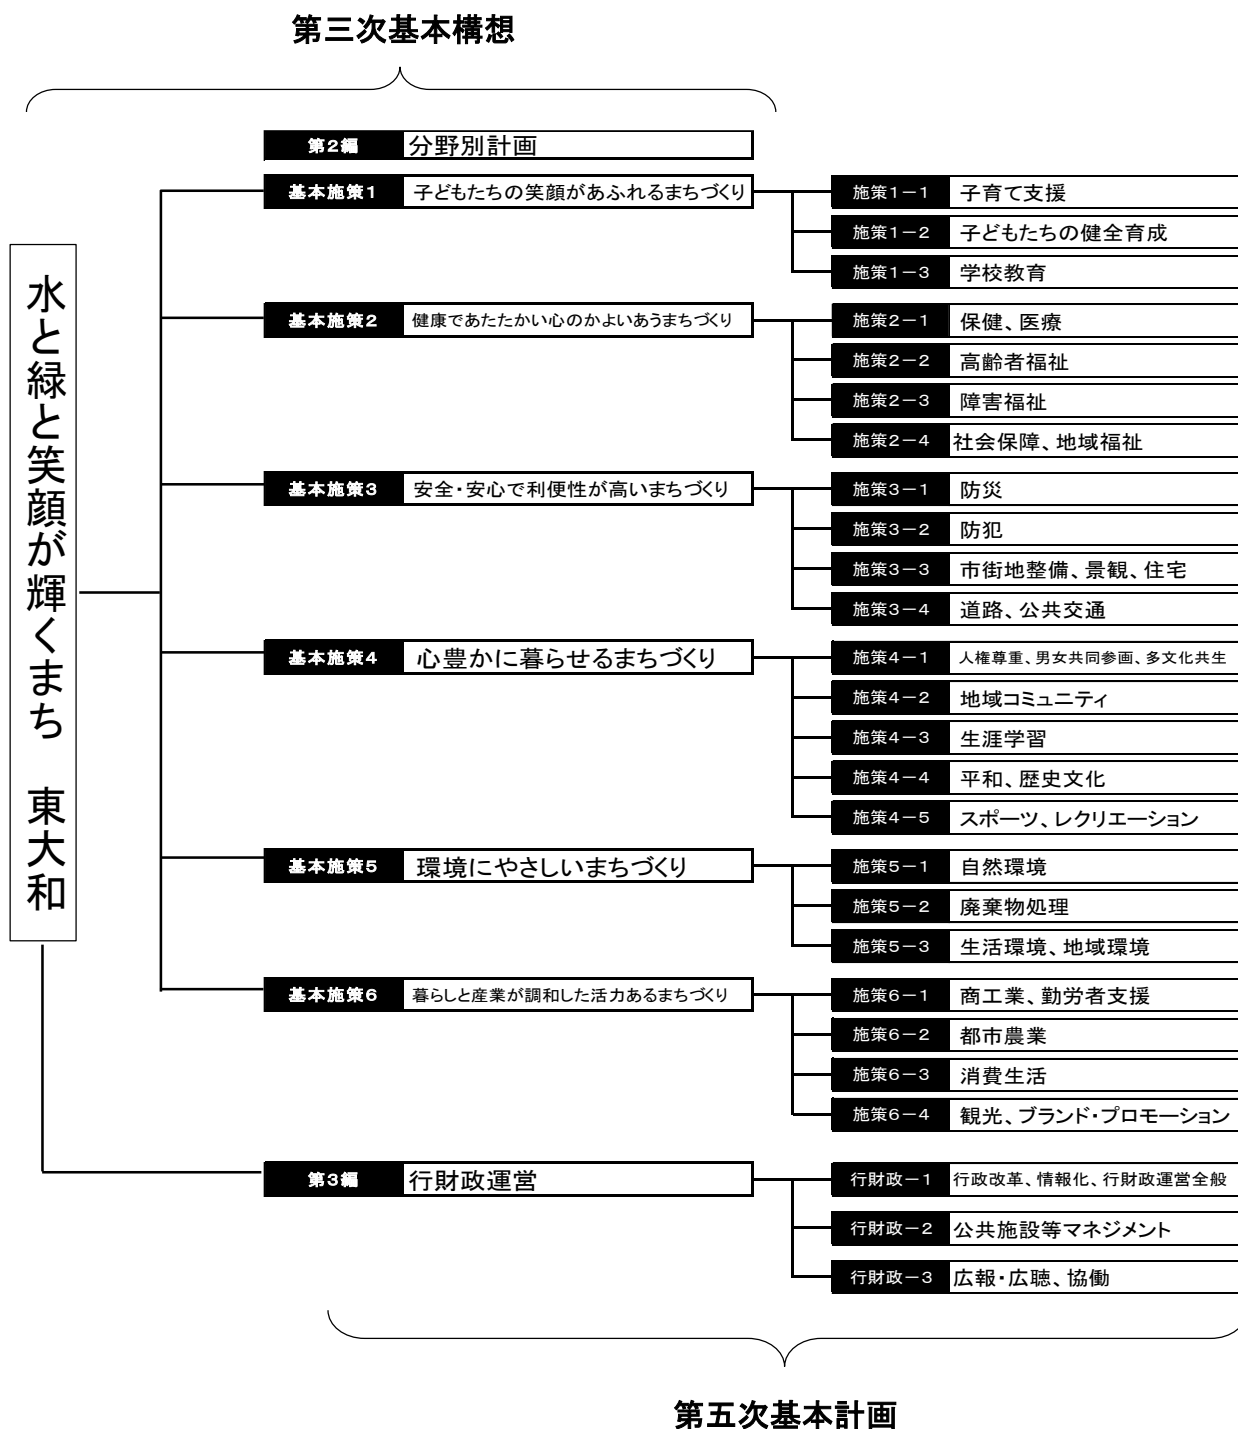 第三次基本構想
水と緑と笑顔が輝くまち　東大和
第2編 分野別計画
基本施策1 子どもたちの笑顔があふれるまちづくり
施策1－1 子育て支援
施策1－2 子どもたちの健全育成
施策1－3 学校教育
基本施策2 健康であたたかい心のかよいあうまちづくり
施策2－1 保健、医療
施策2－2 高齢者福祉
施策2－3 障害福祉
施策2－4 社会保障、地域福祉
基本施策3 安全・安心で利便性が高いまちづくり
施策3－1 防災
施策3－2 防犯
施策3－3 市街地整備、景観、住宅
施策3－4 道路、公共交通
基本施策4 心豊かに暮らせるまちづくり
施策4－1 人権尊重、男女共同参画、多文化共生
施策4－2 地域コミュニティ
施策4－3 生涯学習
施策4－4 平和、歴史文化
施策4－5 スポーツ、レクリエーション
基本施策5 環境にやさしいまちづくり
施策5－1 自然環境
施策5－2 廃棄物処理
施策5－3 生活環境、地域環境
基本施策6 暮らしと産業が調和した活力あるまちづくり
施策6－1 商工業、勤労者支援
施策6－2 都市農業
施策6－3 消費生活
施策6－4 観光、ブランド・プロモーション
第3編 行財政運営
行財政－1 行政改革、情報化、行財政運営全般
行財政－2 公共施設等マネジメント
行財政－3 広報・広聴、協働
第五次基本計画